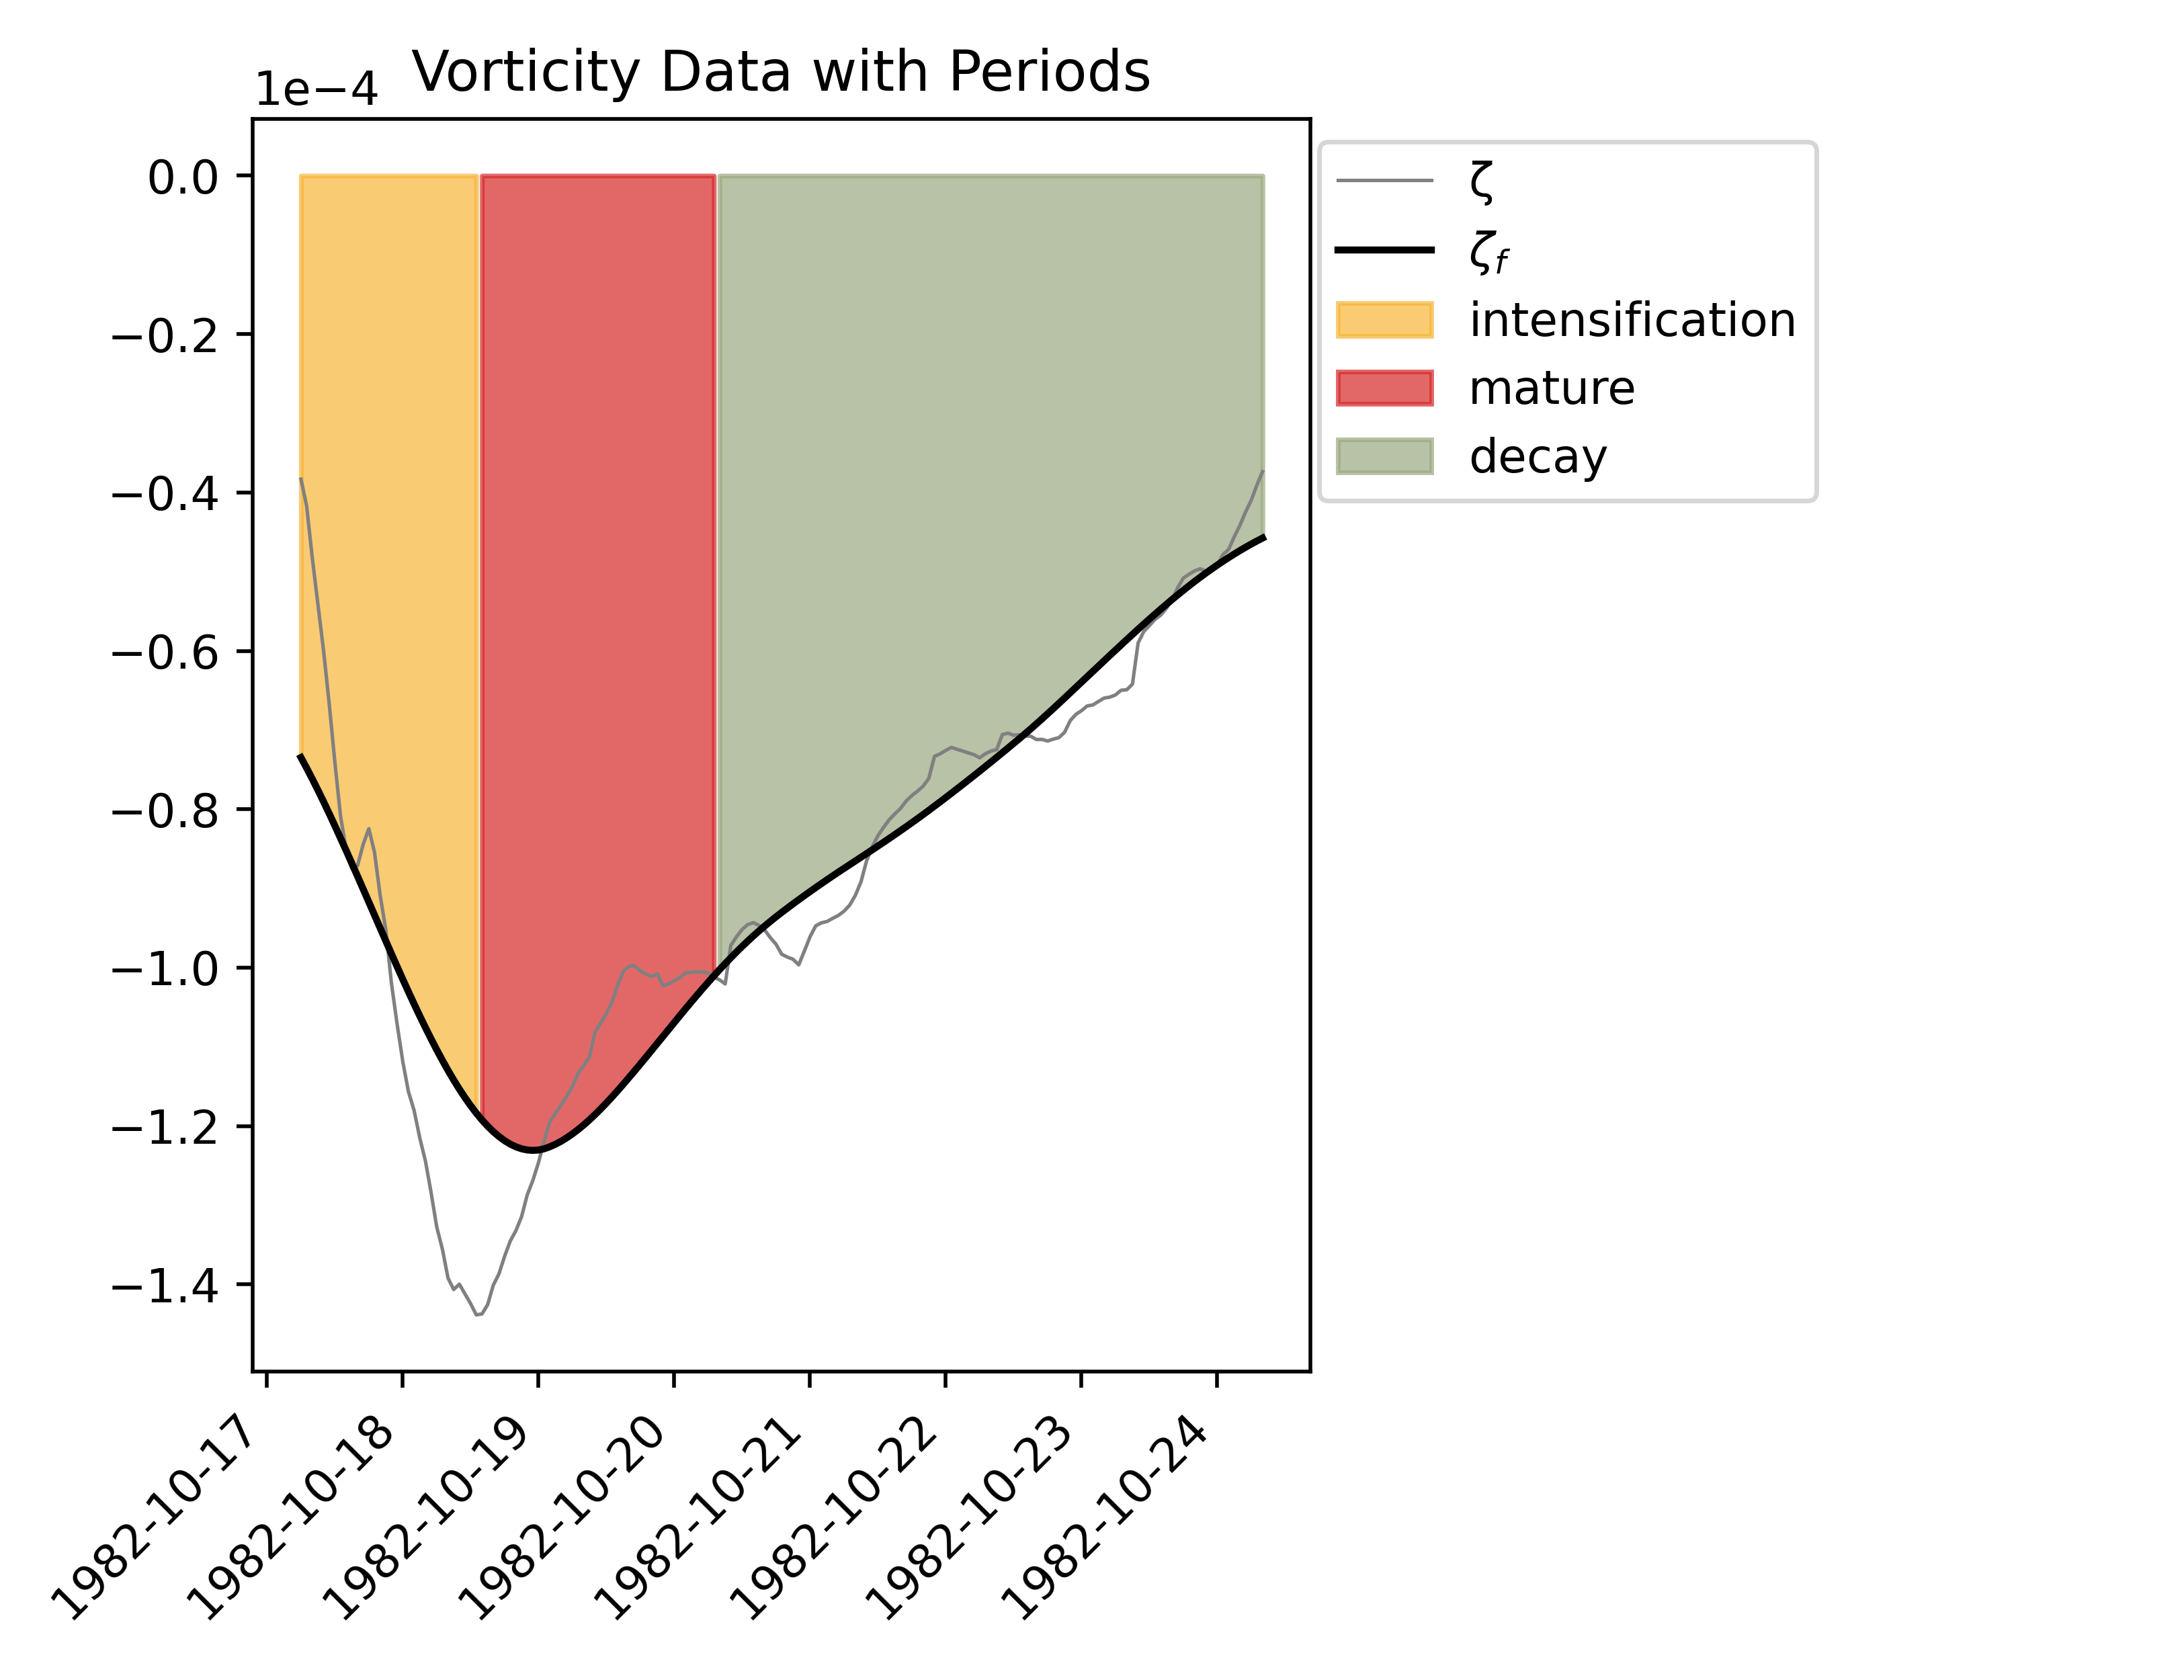 Vorticity Data with Periods
1e−4
0.0
−0.2
−0.4
−0.6
−0.8
−1.0
−1.2
−1.4
1982-10-17
1982-10-18
1982-10-19
1982-10-20
1982-10-21
1982-10-22
1982-10-23
1982-10-24
ζ
ζf
intensification
mature
decay